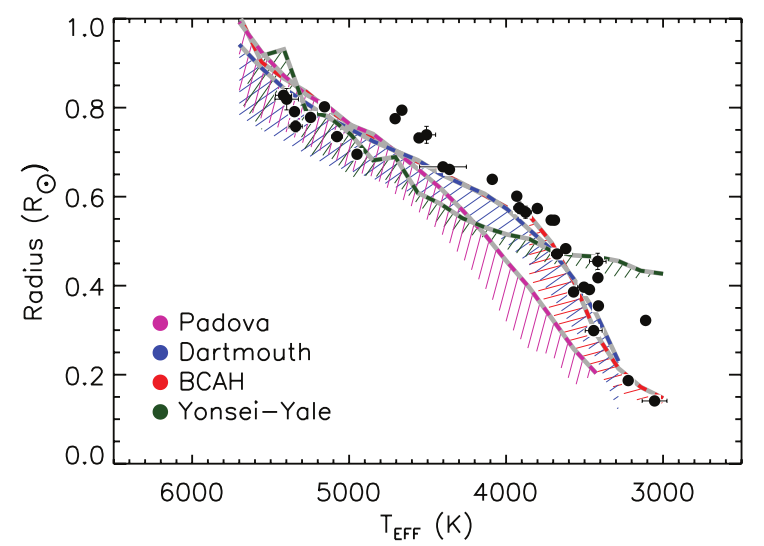 1.0
0.8
0.6
0.4
0.2
0.0
Radius (R☉)
Padova
Dartmouth
BCAH
Yonsei-Yale
6000 5000 4000 3000
TEFF (K)